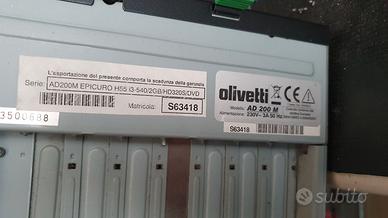 L'esportazione del presente comporta la scadenza della garanzia
Serie: AD200M EPICURO H55 i3-540/2GB/HD320S/DVD
Matricola: S63418
olivetti CE
Modello: AD 200 M
Alimentazione: 230V~ 3A 50 Hz
S63418
3500688
subito